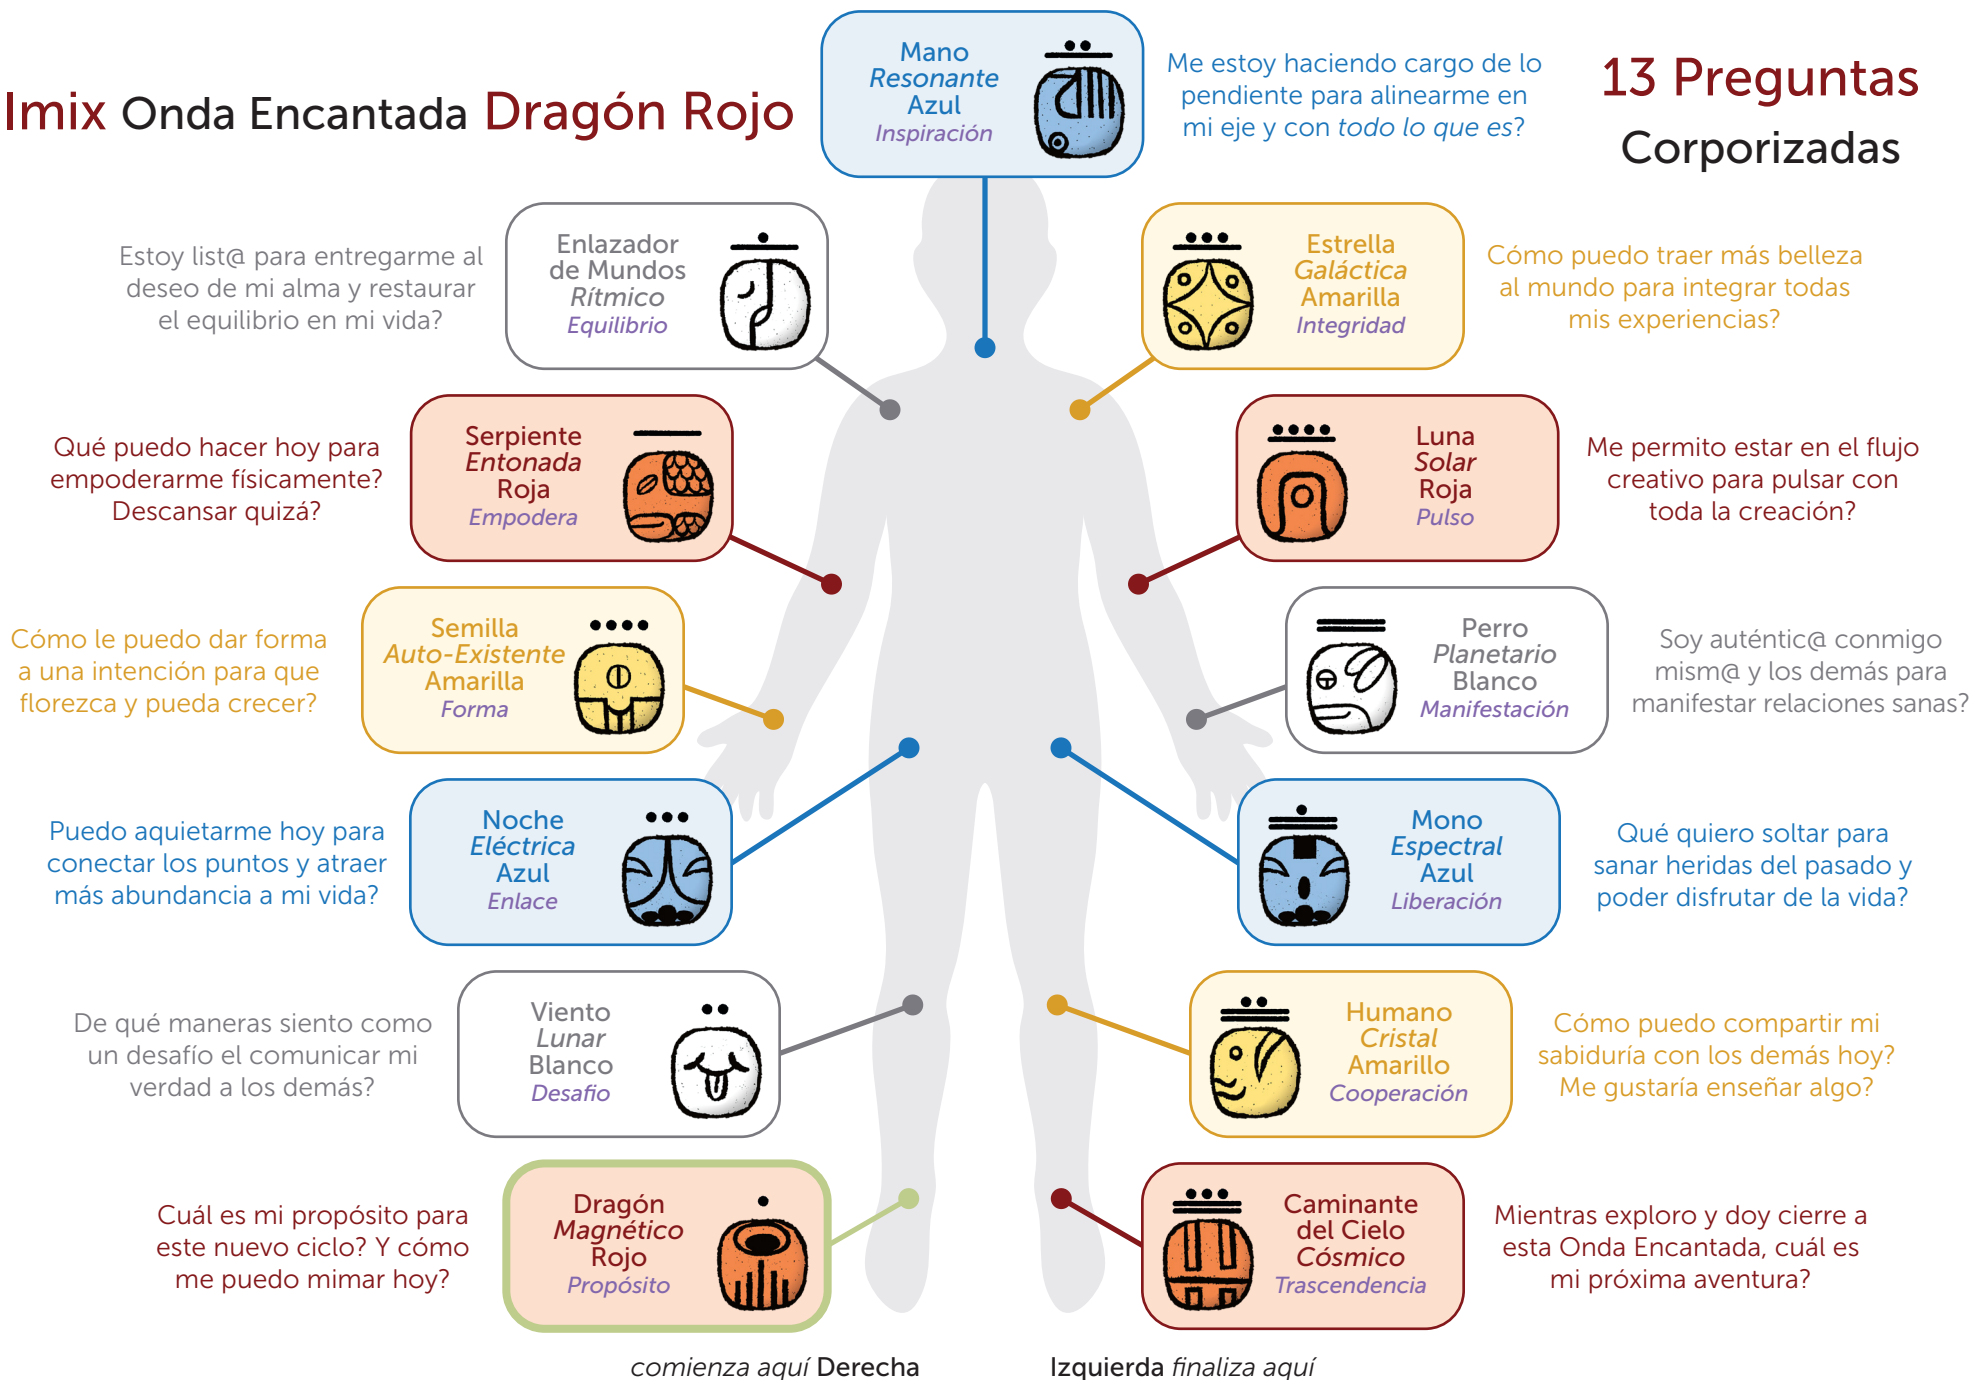 Imix Onda Encantada Dragón Rojo
Mano
Resonante
Azul
Inspiración
Me estoy haciendo cargo de lo
pendiente para alinearme en
mi eje y con todo lo que es?
13 Preguntas
Corporizadas
Estoy list@ para entregarme al
deseo de mi alma y restaurar
el equilibrio en mi vida?
Enlazador
de Mundos
Rítmico
Equilibrio
Estrella
Galáctica
Amarilla
Integridad
Cómo puedo traer más belleza
al mundo para integrar todas
mis experiencias?
Qué puedo hacer hoy para
empoderarme físicamente?
Descansar quizá?
Serpiente
Entonada
Roja
Empodera
Luna
Solar
Roja
Pulso
Me permito estar en el flujo
creativo para pulsar con
toda la creación?
Cómo le puedo dar forma
a una intención para que
florezca y pueda crecer?
Semilla
Auto-Existente
Amarilla
Forma
Perro
Planetario
Blanco
Manifestación
Soy auténtic@ conmigo
mism@ y los demás para
manifestar relaciones sanas?
Puedo aquietarme hoy para
conectar los puntos y atraer
más abundancia a mi vida?
Noche
Eléctrica
Azul
Enlace
Mono
Espectral
Azul
Liberación
Qué quiero soltar para
sanar heridas del pasado y
poder disfrutar de la vida?
De qué maneras siento como
un desafío el comunicar mi
verdad a los demás?
Viento
Lunar
Blanco
Desafio
Humano
Cristal
Amarillo
Cooperación
Cómo puedo compartir mi
sabiduría con los demás hoy?
Me gustaría enseñar algo?
Cuál es mi propósito para
este nuevo ciclo? Y cómo
me puedo mimar hoy?
Dragón
Magnético
Rojo
Propósito
Caminante
del Cielo
Cósmico
Trascendencia
Mientras exploro y doy cierre a
esta Onda Encantada, cuál es
mi próxima aventura?
comienza aquí Derecha
Izquierda finaliza aquí